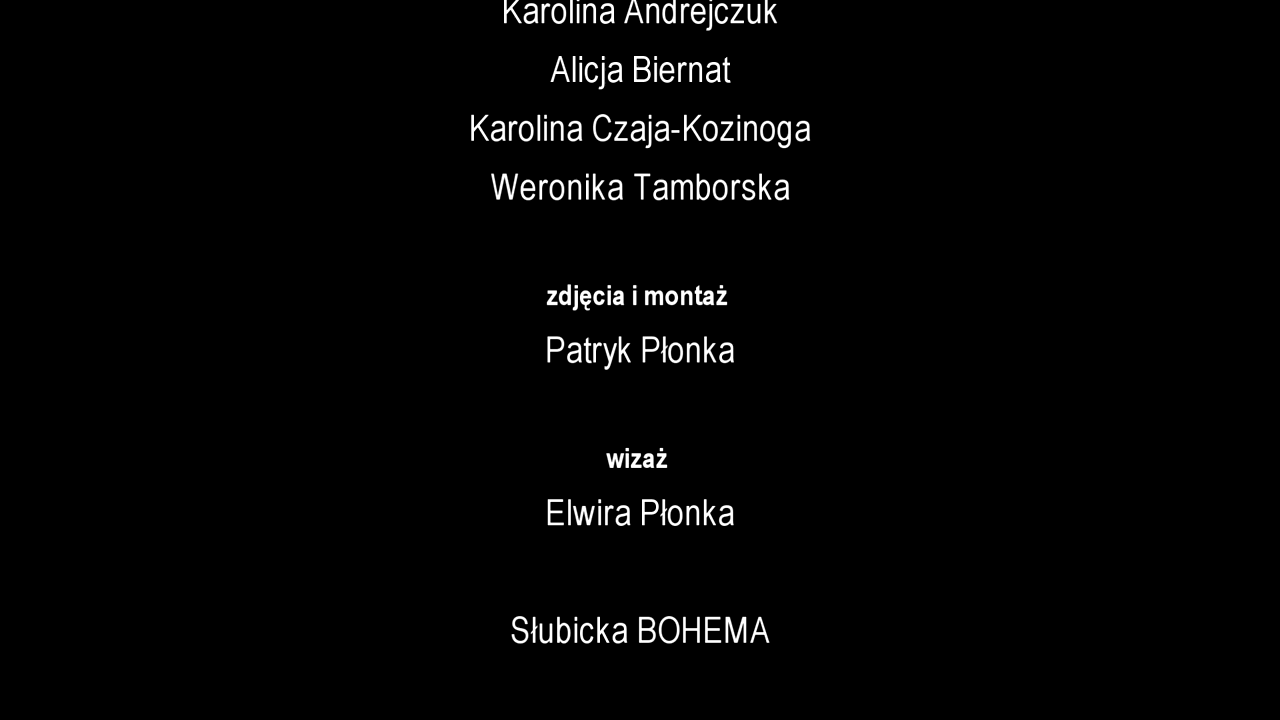 Karolina Andrejczuk
Alicja Biernat
Karolina Czaja-Kozinoga
Weronika Tamborska
zdjęcia i montaż
Patryk Płonka
wizaż
Elwira Płonka
Słubicka BOHEMA